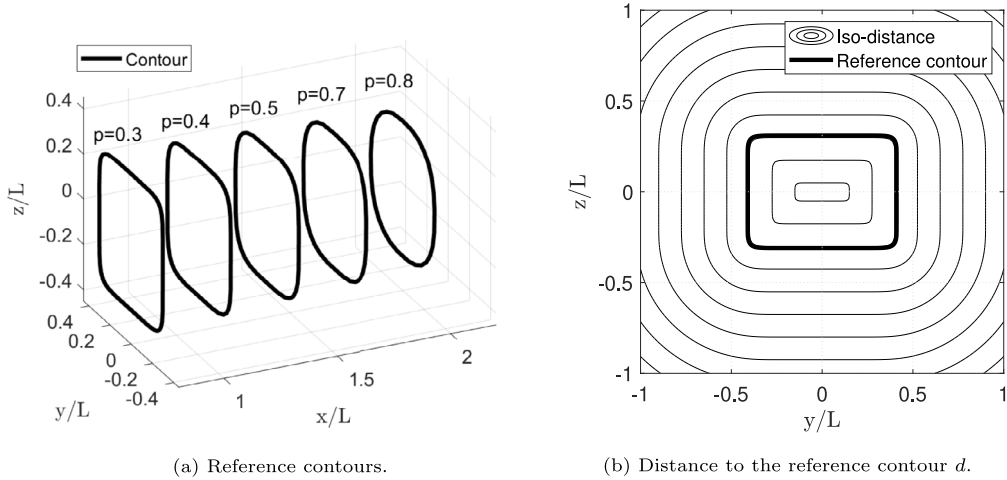 Contour
p=0.3
p=0.4
p=0.5
p=0.7
p=0.8
0.4
0.2
0
-0.2
-0.4
z/L
0.4
0.2
0
-0.2
-0.4
y/L
1
1.5
2
x/L
(a) Reference contours.
Iso-distance
Reference contour
1
0.5
0
-0.5
-1
z/L
-1
-0.5
0
0.5
1
y/L
(b) Distance to the reference contour d.